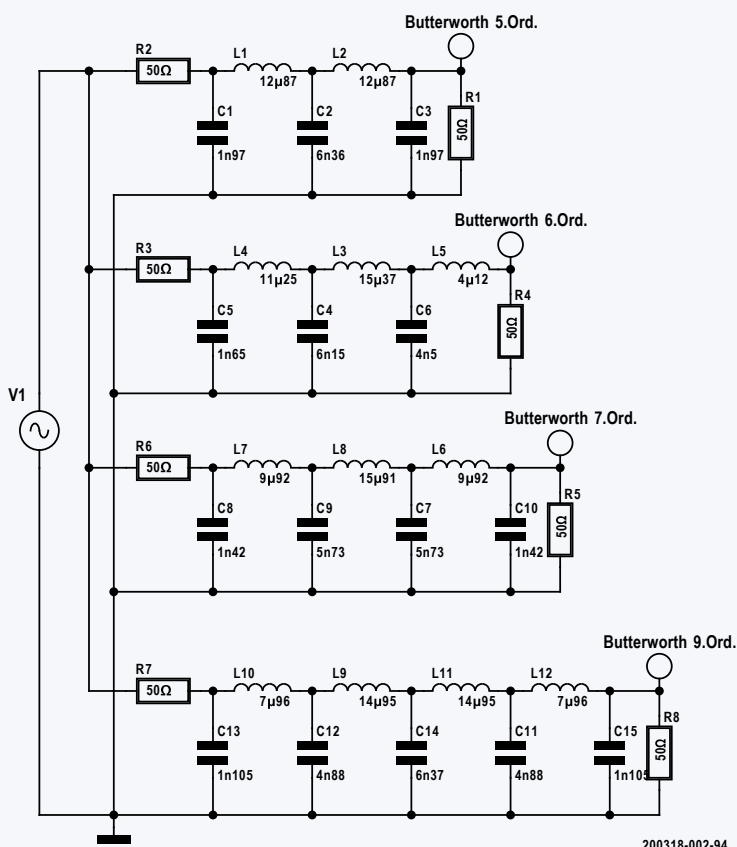 Butterworth 5.Ord.
R2
50Ω
L1
12µ87
L2
12µ87
C1
1n97
C2
6n36
C3
1n97
R1
50Ω
Butterworth 6.Ord.
R3
50Ω
L4
11µ25
L3
15µ37
L5
4µ12
C5
1n65
C4
6n15
C6
4n5
R4
50Ω
V1
Butterworth 7.Ord.
R6
50Ω
L7
9µ92
L8
15µ91
L6
9µ92
C8
1n42
C9
5n73
C7
5n73
C10
1n42
R5
50Ω
Butterworth 9.Ord.
R7
50Ω
L10
7µ96
L9
14µ95
L11
14µ95
L12
7µ96
C13
1n105
C12
4n88
C14
6n37
C11
4n88
C15
1n105
R8
50Ω
200318-002-94